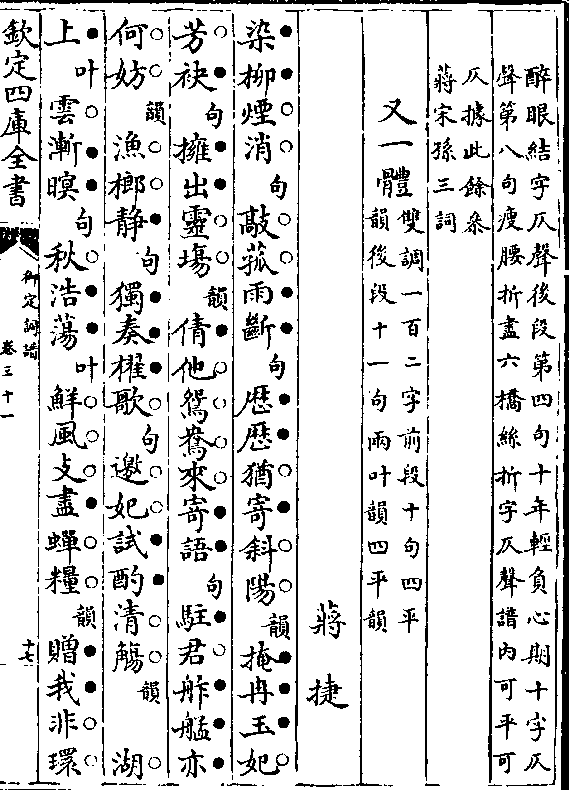 醉眼結字仄聲後段第四句十年輕負心期十字仄
聲第八句瘦腰折盡六橋絲折字仄聲譜内可平可
仄據此餘叅
蔣宋孫三詞
又一體
雙調一百二字前段十句四平
韻後段十一句兩叶韻四平韻
蔣捷
染柳煙消句敲菰雨斷句歴歴猶寄斜陽韻掩冉玉妃
芳袂句擁出靈場韻倩他鴛鴦來寄語句駐君舴艋亦
何妨韻漁榔静句獨奏櫂歌句邀妃試酌清觴韻湖
上叶雲漸暝句秋浩蕩叶鮮風支盡蟬糧韻贈我非環
欽定四庫全書
御定詞譜
卷三十一
十七